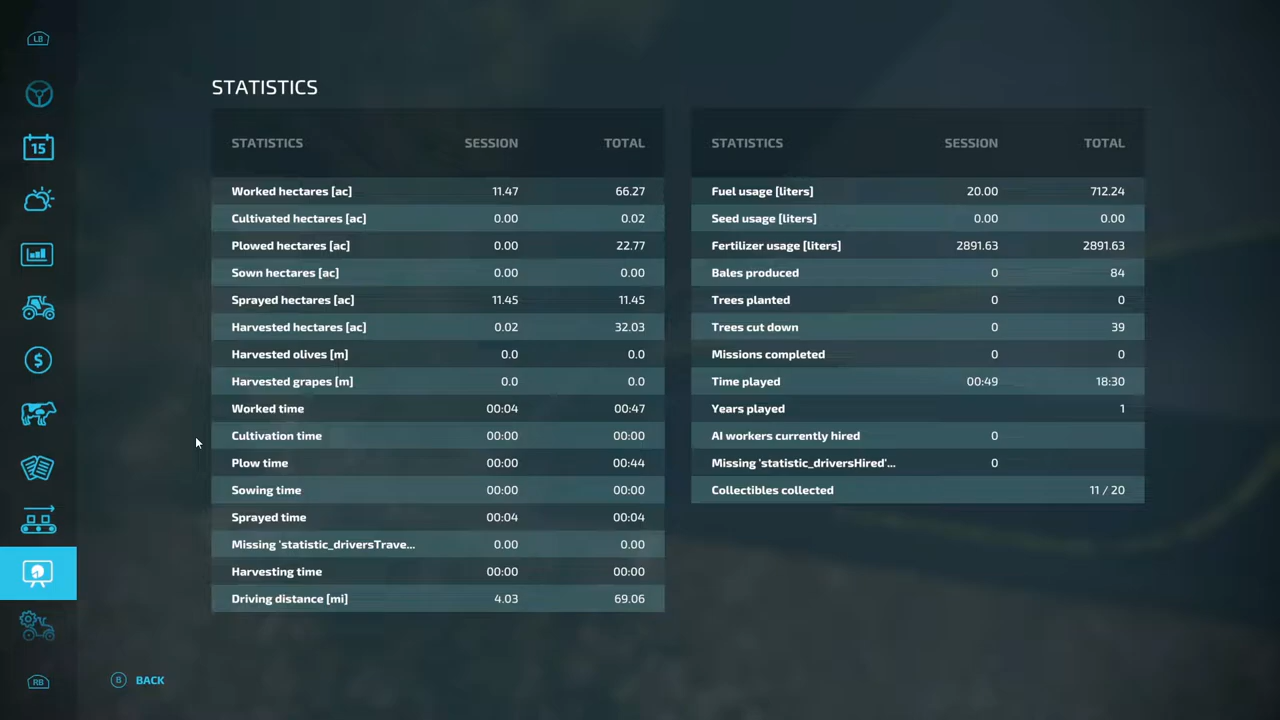 LB
15
STATISTICS
STATISTICS SESSION TOTAL
Worked hectares [ac] 11.47 66.27
Cultivated hectares [ac] 0.00 0.02
Plowed hectares [ac] 0.00 22.77
Sown hectares [ac] 0.00 0.00
Sprayed hectares [ac] 11.45 11.45
Harvested hectares [ac] 0.02 32.03
Harvested olives [m] 0.0 0.0
Harvested grapes [m] 0.0 0.0
Worked time 00:04 00:47
Cultivation time 00:00 00:00
Plow time 00:00 00:44
Sowing time 00:00 00:00
Sprayed time 00:04 00:04
Missing 'statistic_driversTrave... 0.00 0.00
Harvesting time 00:00 00:00
Driving distance [mi] 4.03 69.06
STATISTICS SESSION TOTAL
Fuel usage [liters] 20.00 712.24
Seed usage [liters] 0.00 0.00
Fertilizer usage [liters] 2891.63 2891.63
Bales produced 0 84
Trees planted 0 0
Trees cut down 0 39
Missions completed 0 0
Time played 00:49 18:30
Years played 1
AI workers currently hired 0
Missing 'statistic_driversHired'... 0
Collectibles collected 11 / 20
$
RB
B BACK